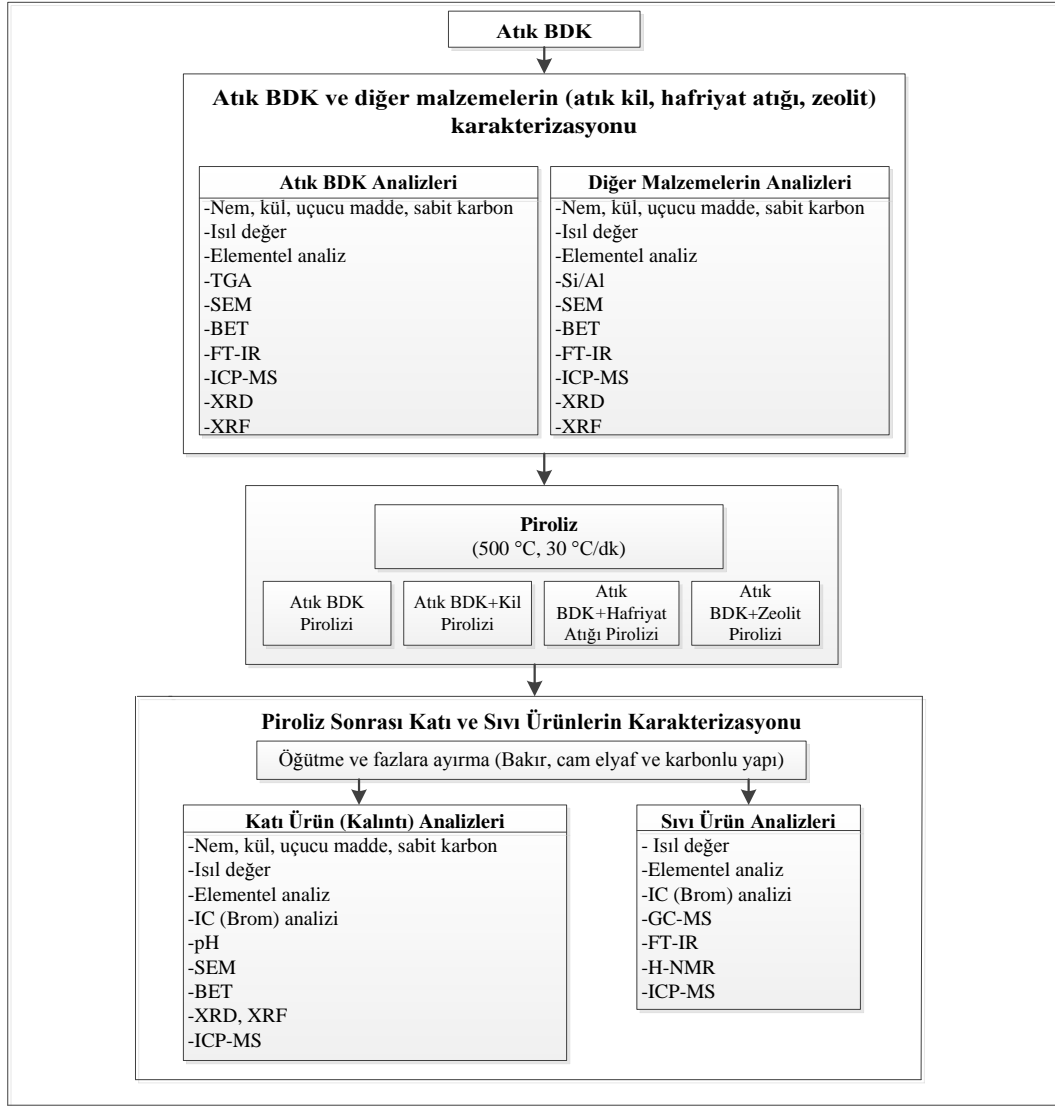 Atık BDK
Atık BDK ve diğer malzemelerin (atık kil, hafriyat atığı, zeolit)
karakterizasyonu
Atık BDK Analizleri
-Nem, kül, uçucu madde, sabit karbon
-Isıl değer
-Elementel analiz
-TGA
-SEM
-BET
-FT-IR
-ICP-MS
-XRD
-XRF
Diğer Malzemelerin Analizleri
-Nem, kül, uçucu madde, sabit karbon
-Isıl değer
-Elementel analiz
-Si/Al
-SEM
-BET
-FT-IR
-ICP-MS
-XRD
-XRF
Piroliz
(500 °C, 30 °C/dk)
Atık BDK
Pirolizi
Atık BDK+Kil
Pirolizi
Atık
BDK+Hafriyat
Atığı Pirolizi
Atık
BDK+Zeolit
Pirolizi
Piroliz Sonrası Katı ve Sıvı Ürünlerin Karakterizasyonu
Öğütme ve fazlara ayırma (Bakır, cam elyaf ve karbonlu yapı)
Katı Ürün (Kalıntı) Analizleri
-Nem, kül, uçucu madde, sabit karbon
-Isıl değer
-Elementel analiz
-IC (Brom) analizi
-pH
-SEM
-BET
-XRD, XRF
-ICP-MS
Sıvı Ürün Analizleri
- Isıl değer
-Elementel analiz
-IC (Brom) analizi
-GC-MS
-FT-IR
-H-NMR
-ICP-MS